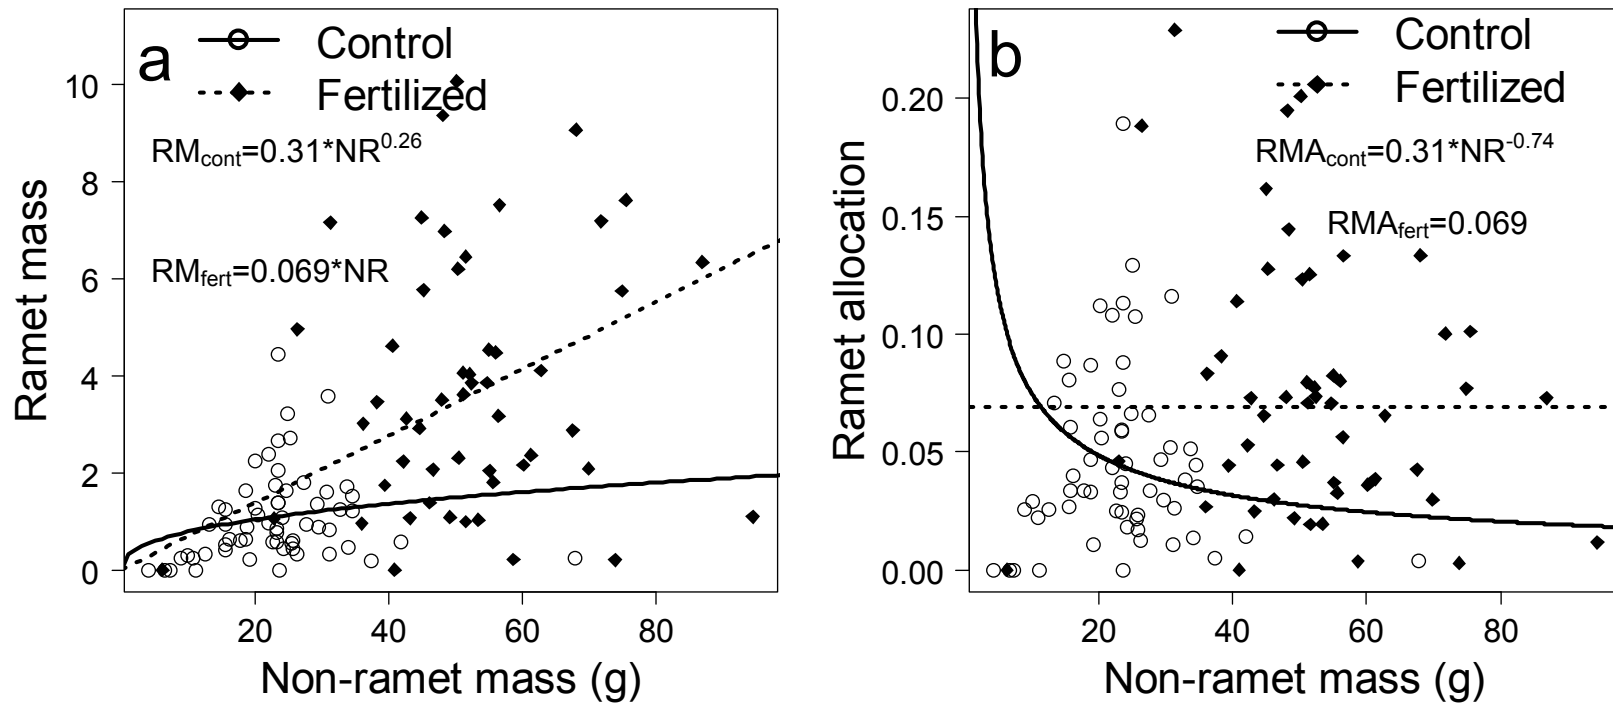 a
Control
Fertilized
RMcont=0.31*NR^0.26
RMfert=0.069*NR
Ramet mass
10
8
6
4
2
0
20 40 60 80
Non-ramet mass (g)
b
Control
Fertilized
RMAcont=0.31*NR^-0.74
RMAfert=0.069
Ramet allocation
0.20
0.15
0.10
0.05
0.00
20 40 60 80
Non-ramet mass (g)